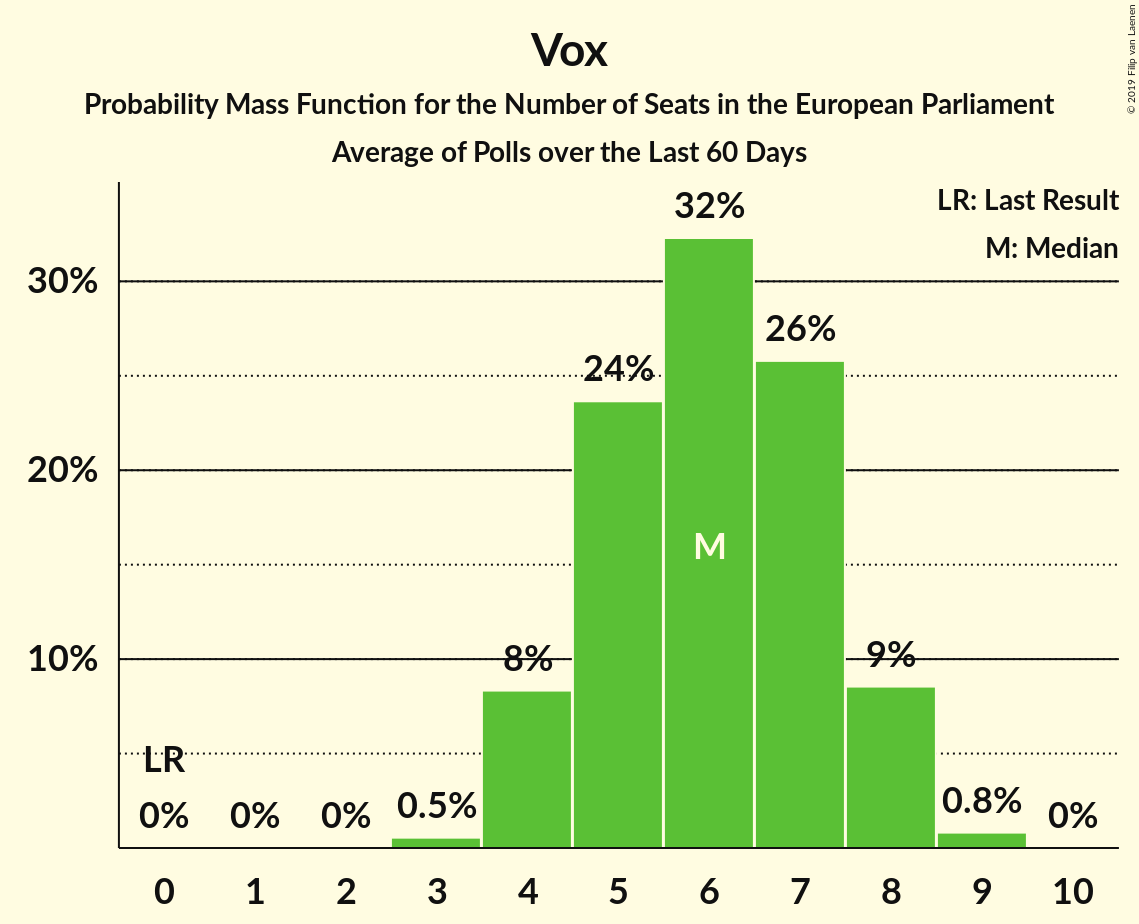 Vox
Probability Mass Function for the Number of Seats in the European Parliament
Average of Polls over the Last 60 Days
© 2019 Filip van Laenen
LR: Last Result
M: Median
30%
20%
10%
LR
0%
0%
0%
0.5%
8%
24%
32%
M
26%
9%
0.8%
0%
0 1 2 3 4 5 6 7 8 9 10